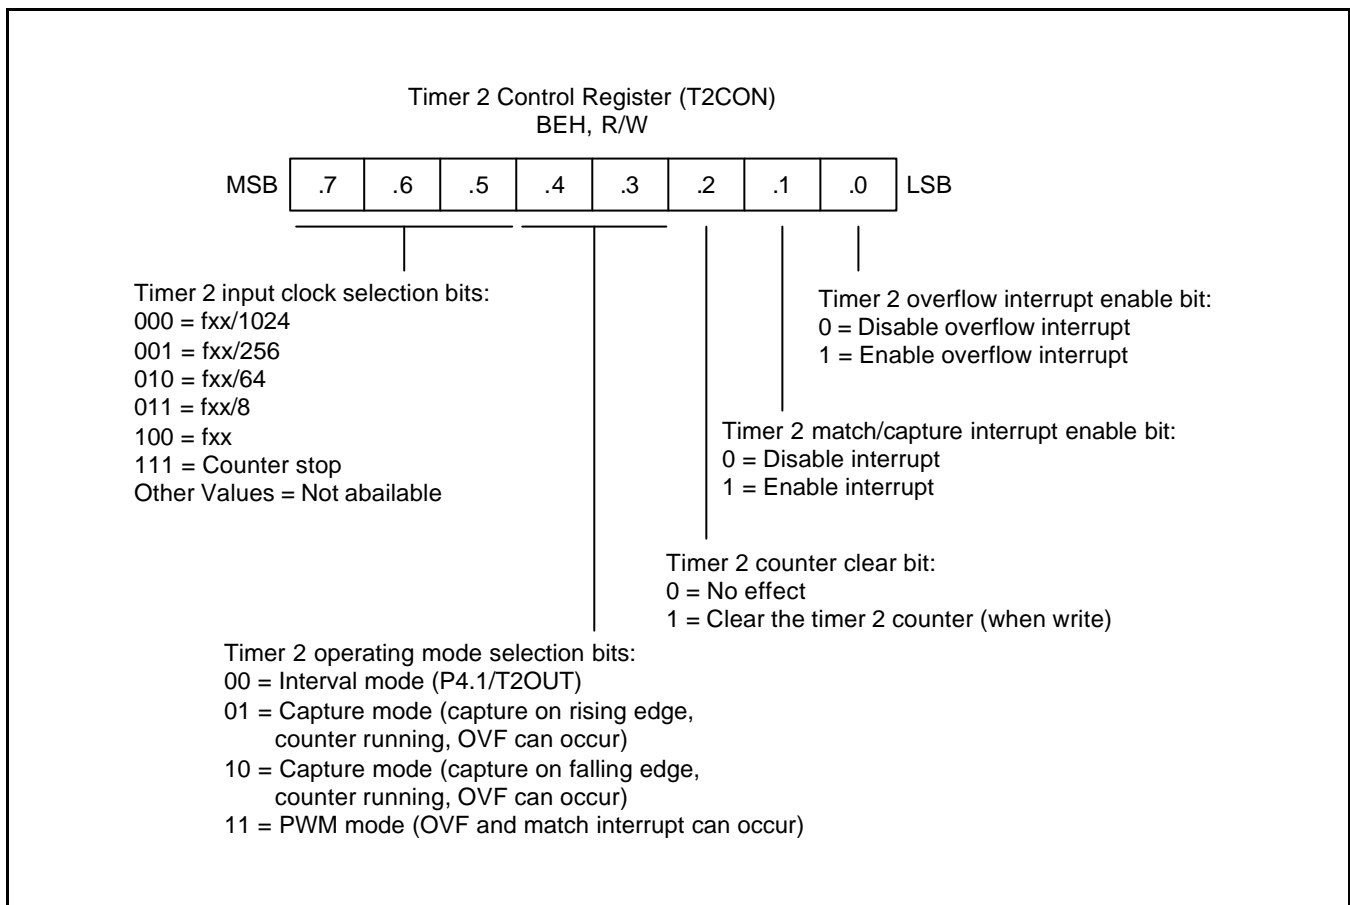 Timer 2 Control Register (T2CON)
BEH, R/W
MSB .7 .6 .5 .4 .3 .2 .1 .0 LSB
Timer 2 input clock selection bits:
000 = fxx/1024
001 = fxx/256
010 = fxx/64
011 = fxx/8
100 = fxx
111 = Counter stop
Other Values = Not abailable
Timer 2 overflow interrupt enable bit:
0 = Disable overflow interrupt
1 = Enable overflow interrupt
Timer 2 match/capture interrupt enable bit:
0 = Disable interrupt
1 = Enable interrupt
Timer 2 counter clear bit:
0 = No effect
1 = Clear the timer 2 counter (when write)
Timer 2 operating mode selection bits:
00 = Interval mode (P4.1/T2OUT)
01 = Capture mode (capture on rising edge,
counter running, OVF can occur)
10 = Capture mode (capture on falling edge,
counter running, OVF can occur)
11 = PWM mode (OVF and match interrupt can occur)